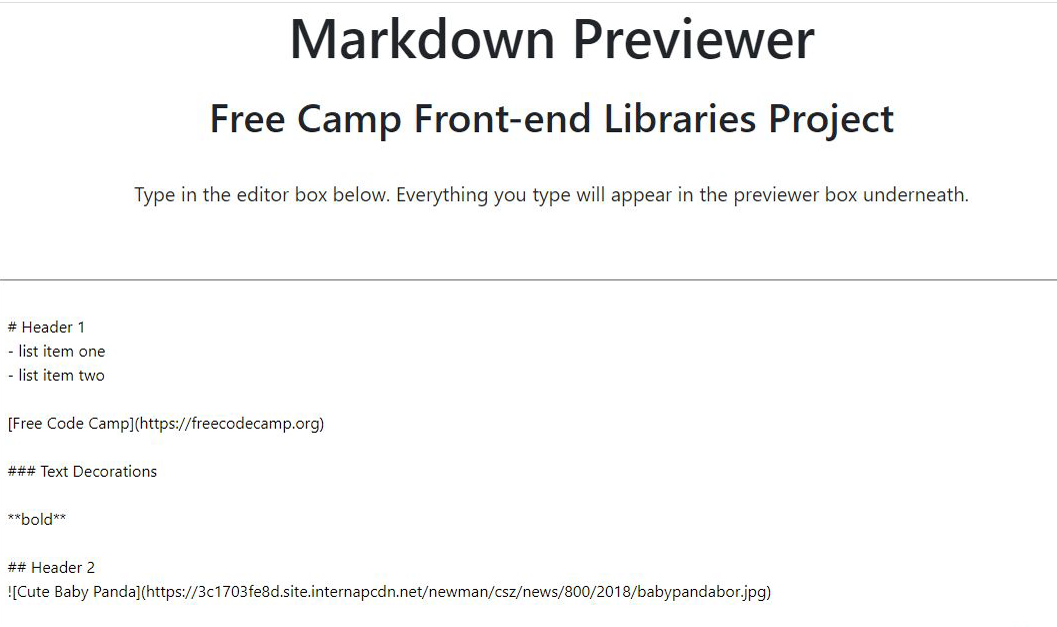 Markdown Previewer
Free Camp Front-end Libraries Project
Type in the editor box below. Everything you type will appear in the previewer box underneath.
# Header 1
- list item one
- list item two
[Free Code Camp](https://freecodecamp.org)
### Text Decorations
**bold**
## Header 2
![Cute Baby Panda](https://3c1703fe8d.site.internapcdn.net/newman/csz/news/800/2018/babypandabor.jpg)